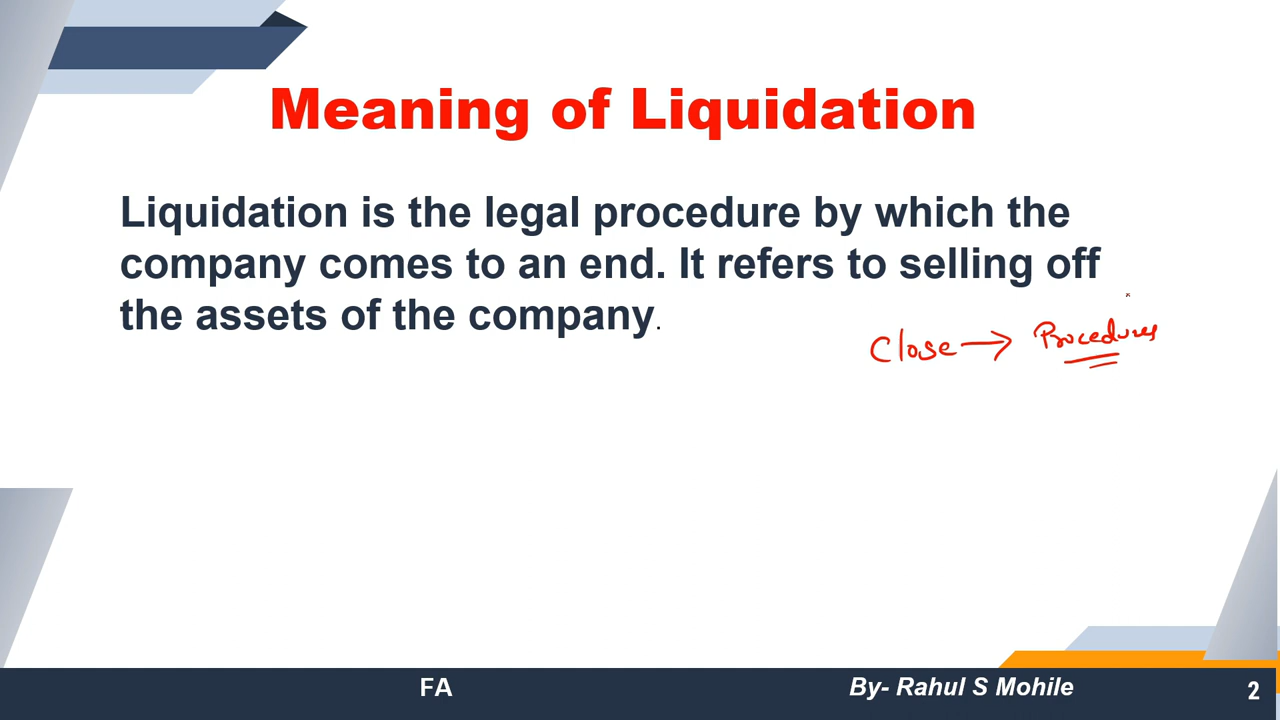 Meaning of Liquidation
Liquidation is the legal procedure by which the
company comes to an end. It refers to selling off
the assets of the company.
Close → Procedures
FA
By- Rahul S Mohile
2